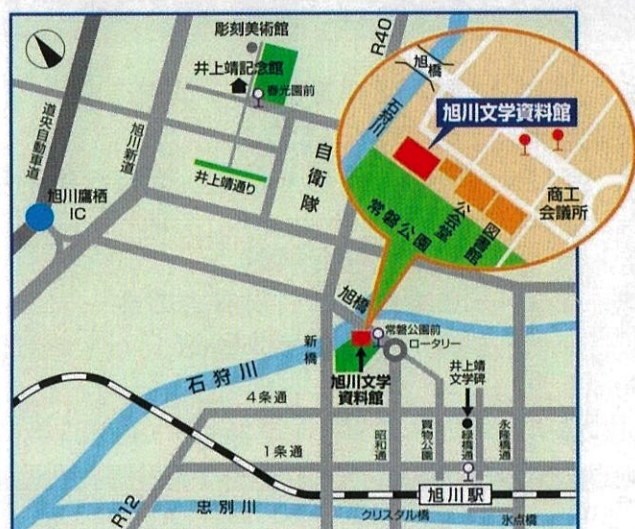 彫刻美術館
井上靖記念館
春光園前
R40
道央自動車道
旭川新道
井上靖通り
自衛隊
旭川鷹栖
IC
石狩川
旭橋
旭川文学資料館
商工
会議所
常磐公園
公会堂
図書館
旭橋
新橋
常磐公園前
ロータリー
旭川文学
資料館
井上靖
文学碑
石狩川
4条通
1条通
昭和通
買物公園
緑橋通
永隆橋通
旭川駅
R12
忠別川
クリスタル橋
氷点橋